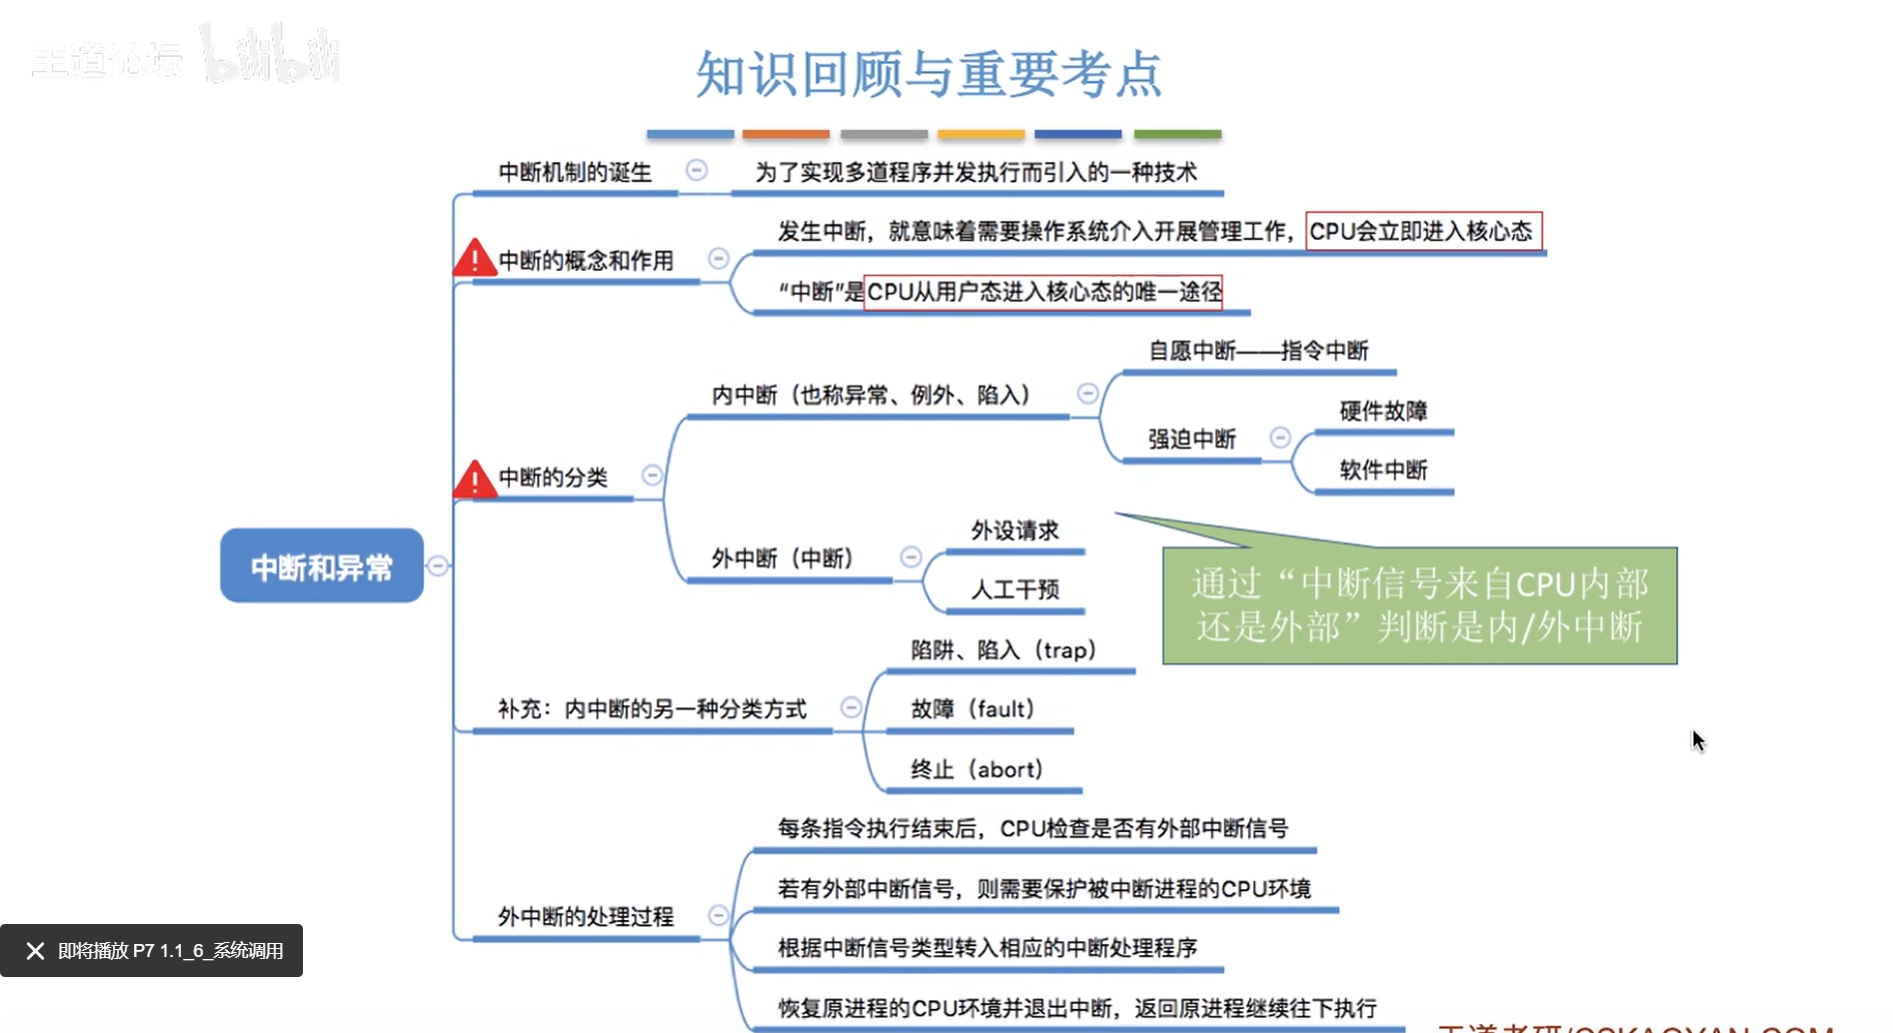 王道论坛 bilibili
知识回顾与重要考点
中断机制的诞生
为了实现多道程序并发执行而引入的一种技术
中断的概念和作用
发生中断，就意味着需要操作系统介入开展管理工作，CPU会立即进入核心态
“中断”是CPU从用户态进入核心态的唯一途径
中断的分类
内中断（也称异常、例外、陷入）
自愿中断——指令中断
强迫中断
硬件故障
软件中断
外中断（中断）
外设请求
人工干预
通过“中断信号来自CPU内部
还是外部”判断是内/外中断
中断和异常
补充：内中断的另一种分类方式
陷阱、陷入（trap）
故障（fault）
终止（abort）
外中断的处理过程
每条指令执行结束后，CPU检查是否有外部中断信号
若有外部中断信号，则需要保护被中断进程的CPU环境
根据中断信号类型转入相应的中断处理程序
恢复原进程的CPU环境并退出中断，返回原进程继续往下执行
即将播放 P7 1.1_6_系统调用
王道考研/CSKAOYAN.COM